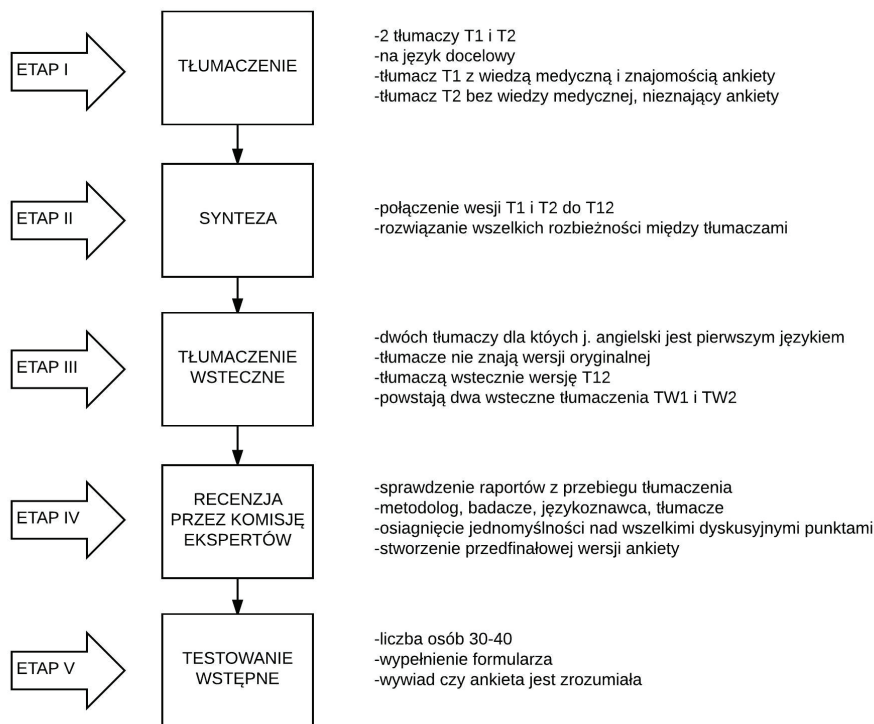 ETAP I
TŁUMACZENIE
-2 tłumaczy T1 i T2
-na język docelowy
-tłumacz T1 z wiedzą medyczną i znajomością ankiety
-tłumacz T2 bez wiedzy medycznej, nieznający ankiety
ETAP II
SYNTEZA
-połączenie wesji T1 i T2 do T12
-rozwiązanie wszelkich rozbieżności między tłumaczami
ETAP III
TŁUMACZENIE
WSTECZNE
-dwóch tłumaczy dla któych j. angielski jest pierwszym językiem
-tłumacze nie znają wersji oryginalnej
-tłumaczą wstecznie wersję T12
-powstają dwa wsteczne tłumaczenia TW1 i TW2
ETAP IV
RECENZJA
PRZEZ KOMISJĘ
EKSPERTÓW
-sprawdzenie raportów z przebiegu tłumaczenia
-metodolog, badacze, językoznawca, tłumacze
-osiagnięcie jednomyślności nad wszelkimi dyskusyjnymi punktami
-stworzenie przedfinałowej wersji ankiety
ETAP V
TESTOWANIE
WSTĘPNE
-liczba osób 30-40
-wypełnienie formularza
-wywiad czy ankieta jest zrozumiała